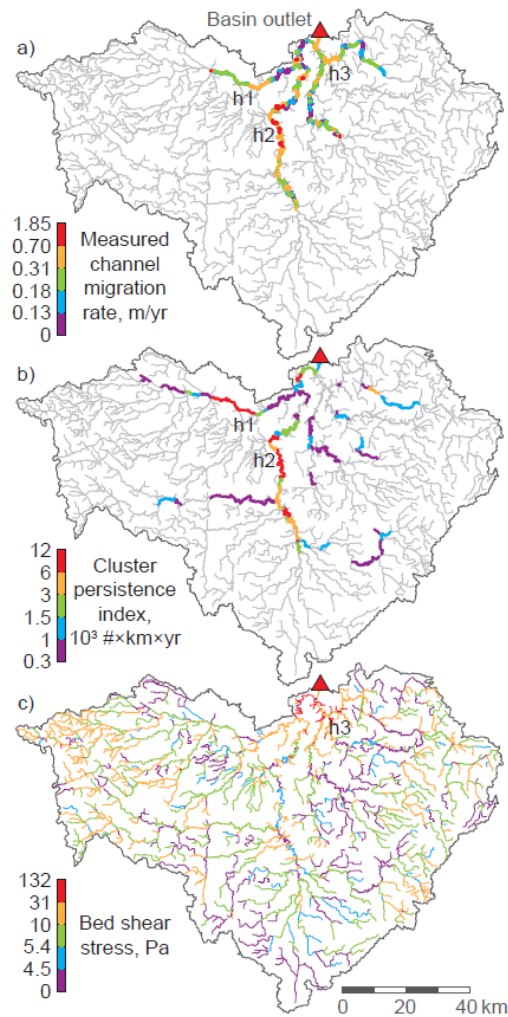 Basin outlet
a)
h1
h3
h2
1.85
0.70
0.31
0.18
0.13
0
Measured
channel
migration
rate, m/yr
b)
h1
h2
12
6
3
1.5
1
0.3
Cluster
persistence
index,
10³ #×km×yr
c)
h3
132
31
10
5.4
4.5
0
Bed shear
stress, Pa
0 20 40 km